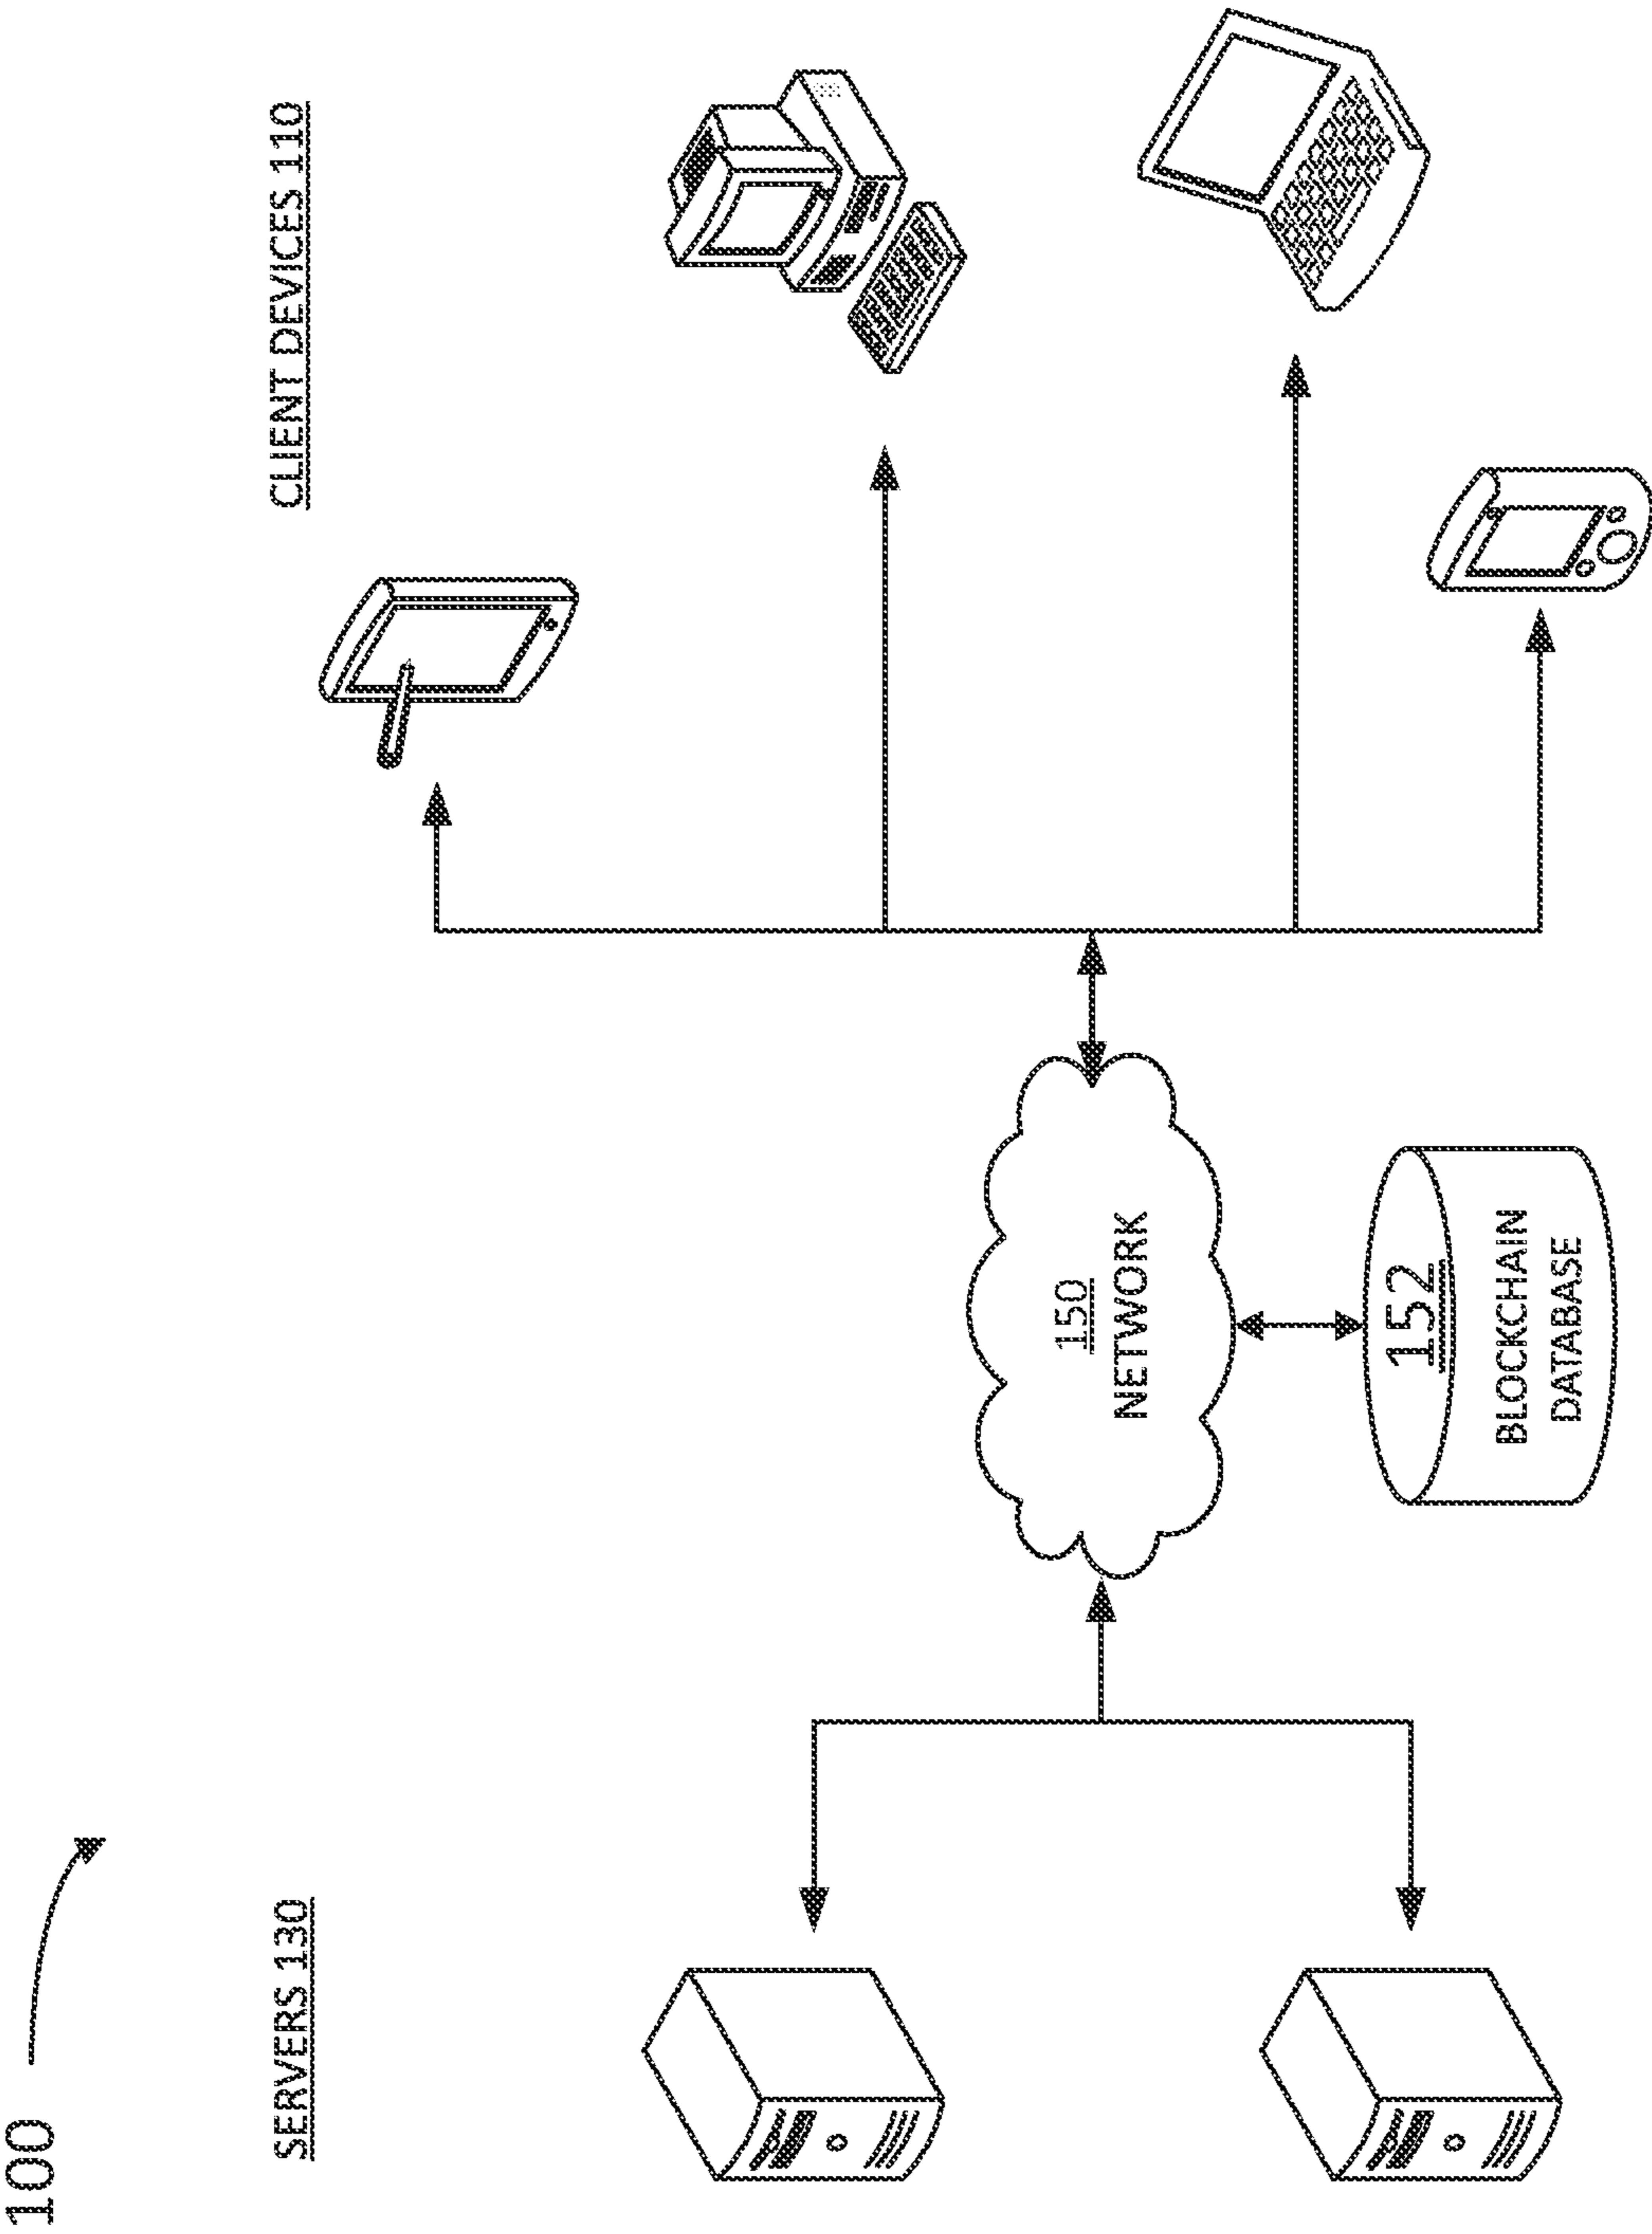 100
SERVERS 130
CLIENT DEVICES 110
150
NETWORK
152
BLOCKCHAIN
DATABASE